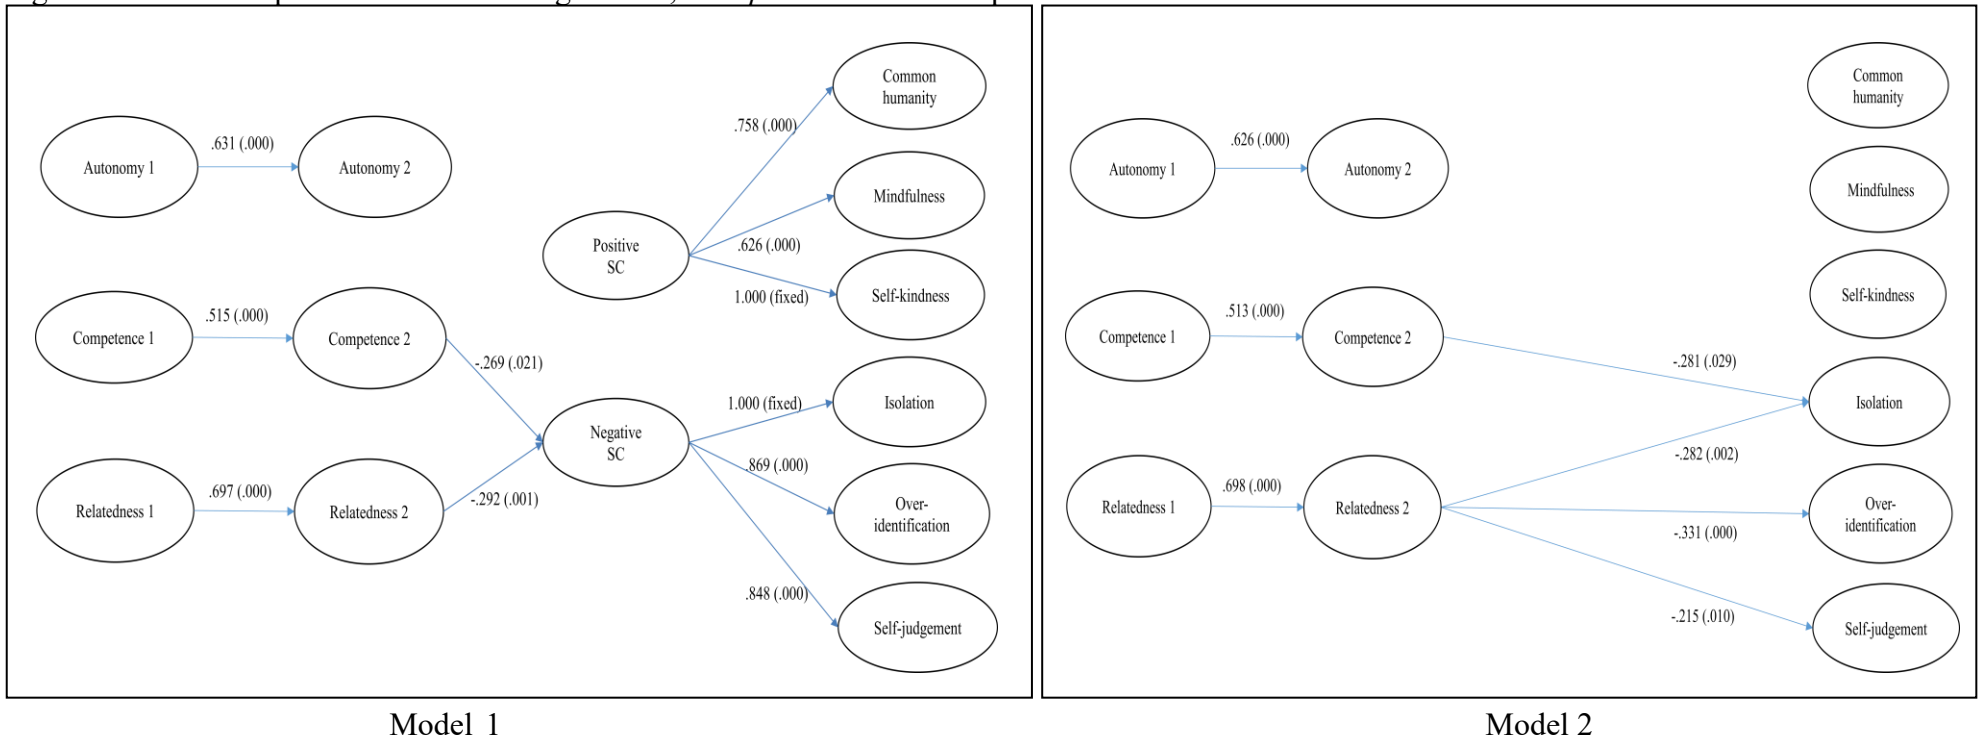 Common
humanity
.758 (.000)
.631 (.000)
Autonomy 1
Autonomy 2
Mindfulness
.626 (.000)
Positive
SC
Self-kindness
1.000 (fixed)
.515 (.000)
Competence 1
Competence 2
-.269 (.021)
1.000 (fixed)
Isolation
Negative
SC
.869 (.000)
.697 (.000)
-.292 (.001)
Relatedness 1
Relatedness 2
Over-
identification
.848 (.000)
Self-judgement
Model 1
Common
humanity
.626 (.000)
Autonomy 1
Autonomy 2
Mindfulness
Self-kindness
.513 (.000)
Competence 1
Competence 2
-.281 (.029)
Isolation
-.282 (.002)
.698 (.000)
Relatedness 1
Relatedness 2
Over-
identification
-.331 (.000)
-.215 (.010)
Self-judgement
Model 2